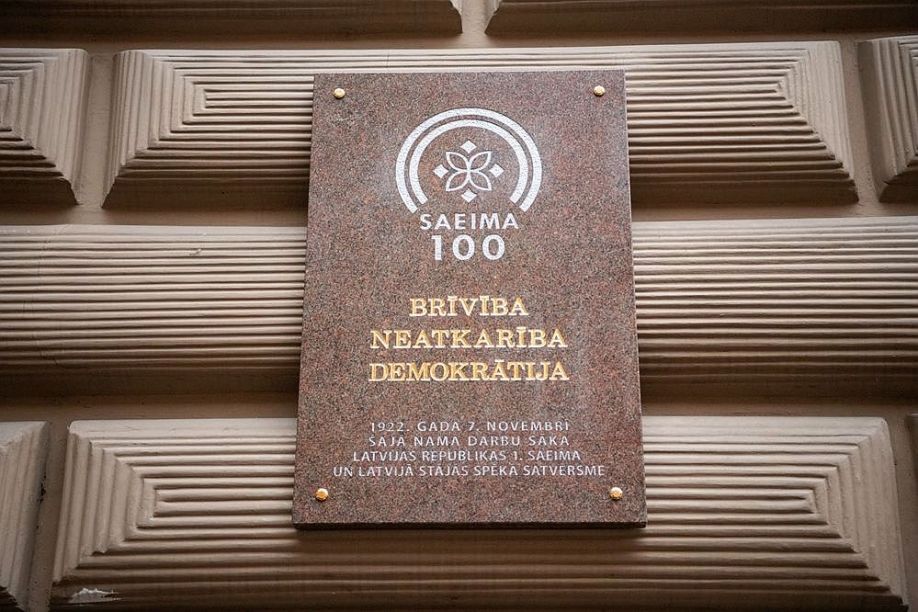 SAEIMA
100
BRĪVĪBA
NEATKARĪBA
DEMOKRĀTIJA
1922. GADA 7. NOVEMBRĪ
ŠAJĀ NAMĀ DARBU SĀKA
LATVIJAS REPUBLIKAS 1. SAEIMA
UN LATVIJĀ STĀJĀS SPĒKĀ SATVERSME